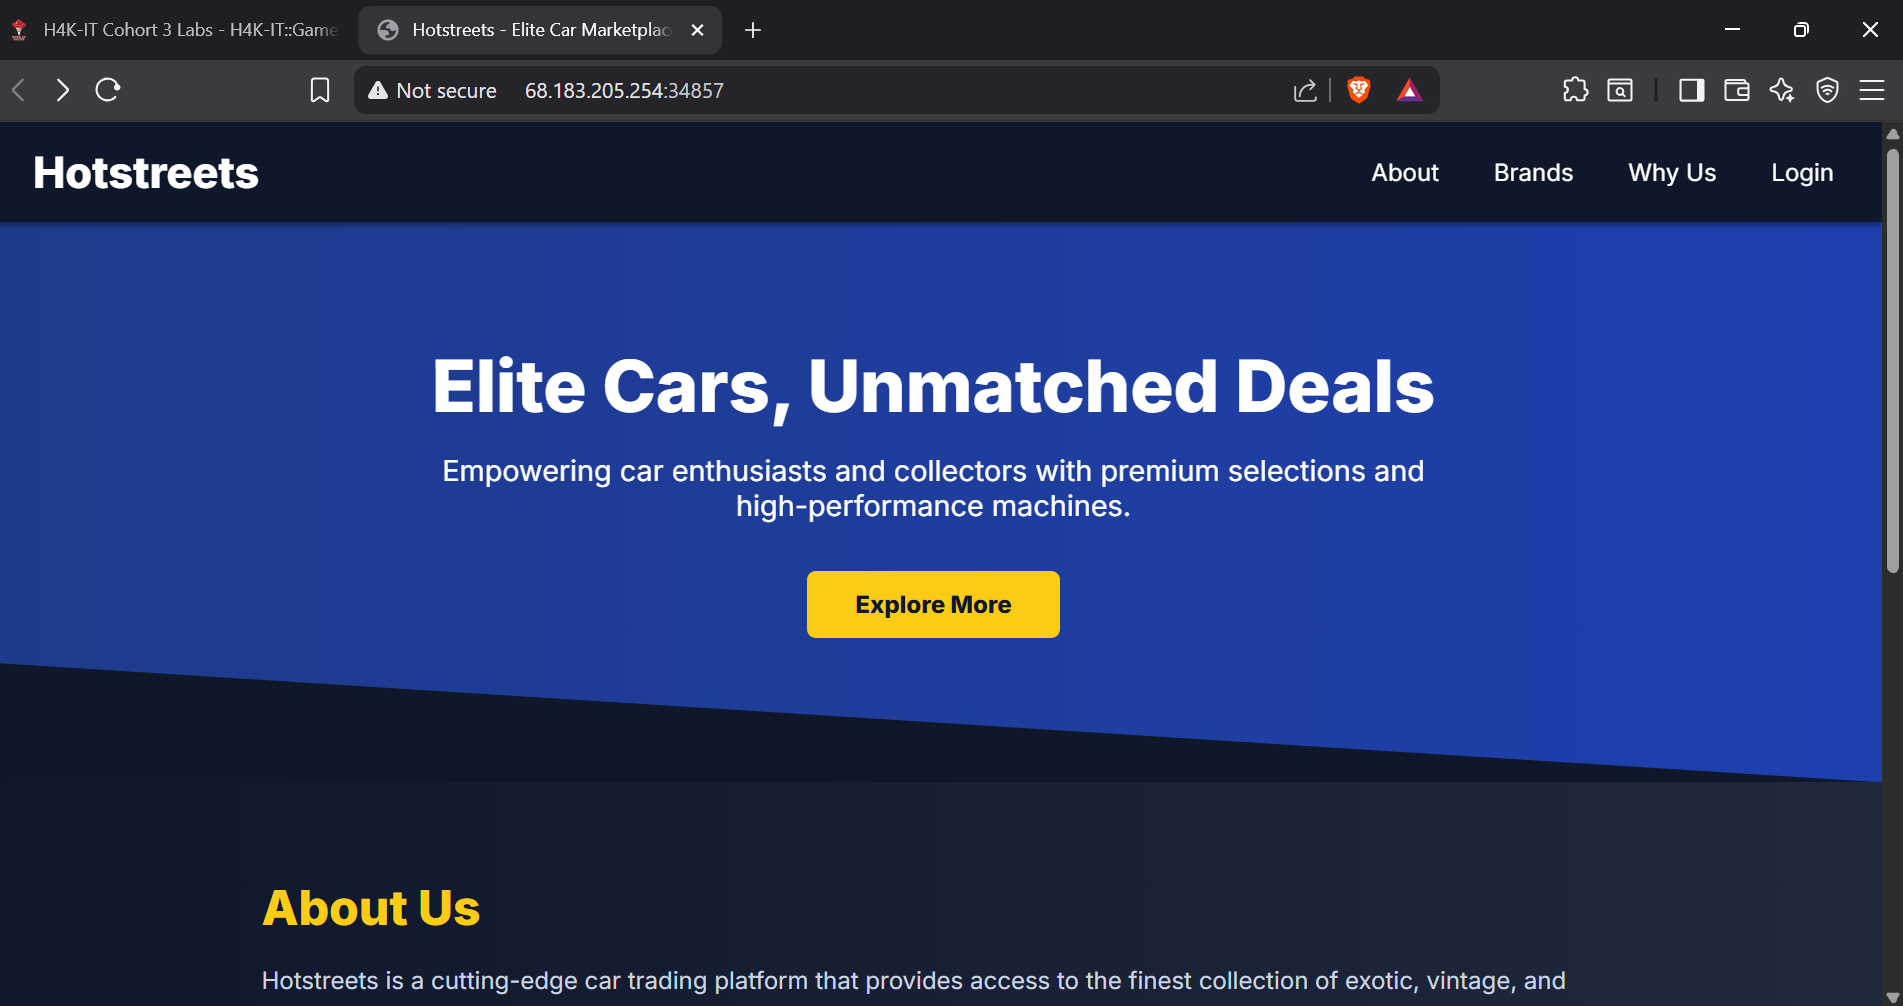 H4K-IT Cohort 3 Labs - H4K-IT::Game
Hotstreets - Elite Car Marketplac
Not secure 68.183.205.254:34857
Hotstreets
About Brands Why Us Login
Elite Cars, Unmatched Deals
Empowering car enthusiasts and collectors with premium selections and
high-performance machines.
Explore More
About Us
Hotstreets is a cutting-edge car trading platform that provides access to the finest collection of exotic, vintage, and